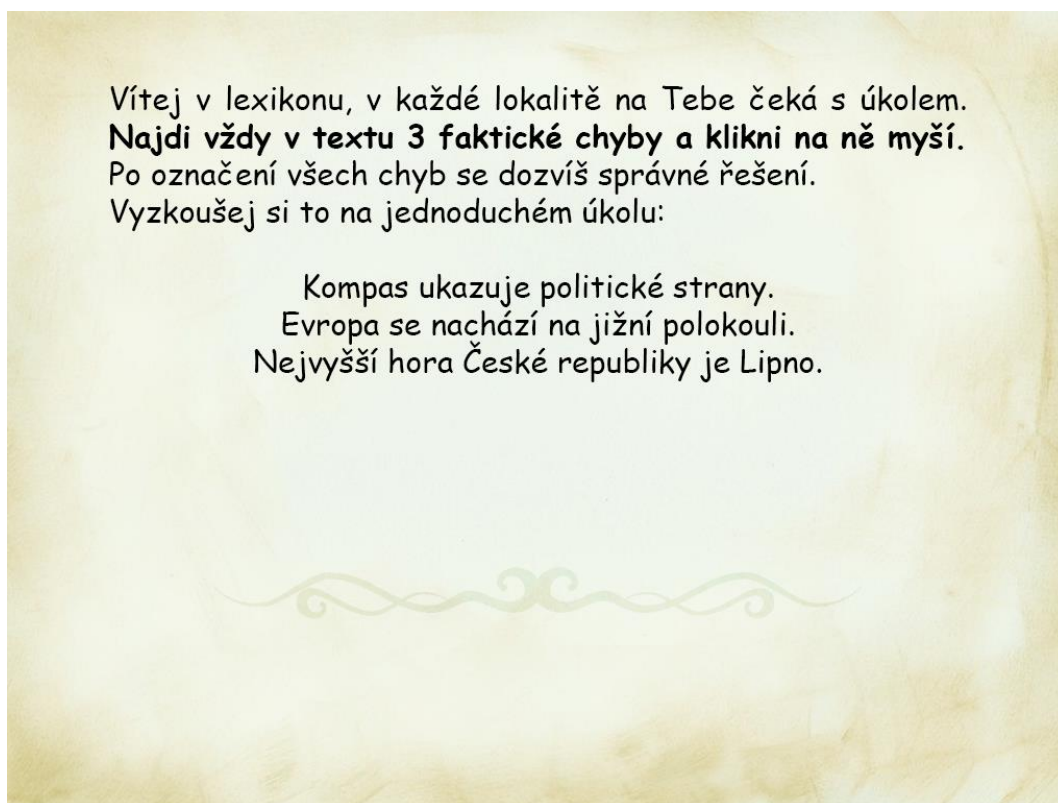 Vítej v lexikonu, v každé lokalitě na Tebe čeká s úkolem.
Najdi vždy v textu 3 faktické chyby a klikni na ně myší.
Po označení všech chyb se dozvíš správné řešení.
Vyzkoušej si to na jednoduchém úkolu:
Kompas ukazuje politické strany.
Evropa se nachází na jižní polokouli.
Nejvyšší hora České republiky je Lipno.